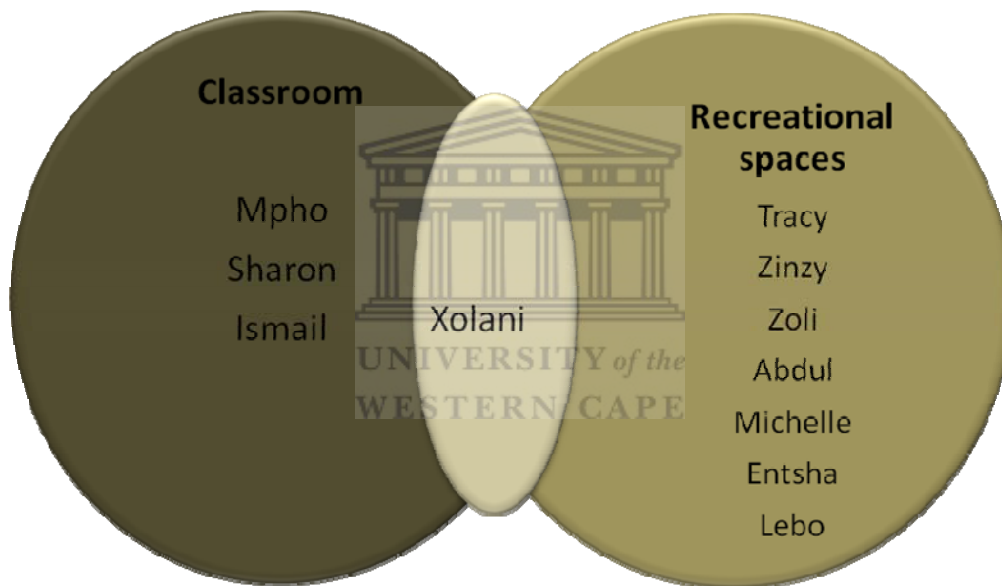 Classroom
Mpho
Sharon
Ismail
Xolani
Recreational
spaces
Tracy
Zinzy
Zoli
Abdul
Michelle
Entsha
Lebo
UNIVERSITY of the
WESTERN CAPE